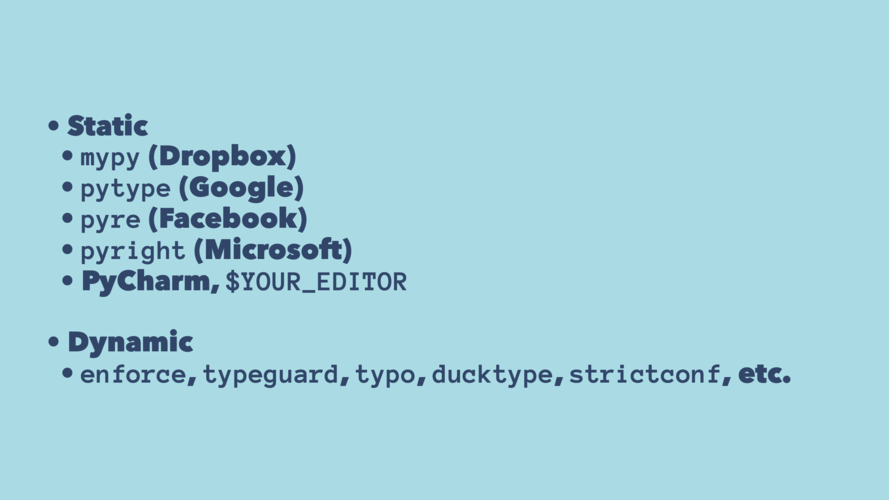 • Static
• mypy (Dropbox)
• pytype (Google)
• pyre (Facebook)
• pyright (Microsoft)
• PyCharm, $YOUR_EDITOR
• Dynamic
• enforce, typeguard, typo, ducktype, strictconf, etc.